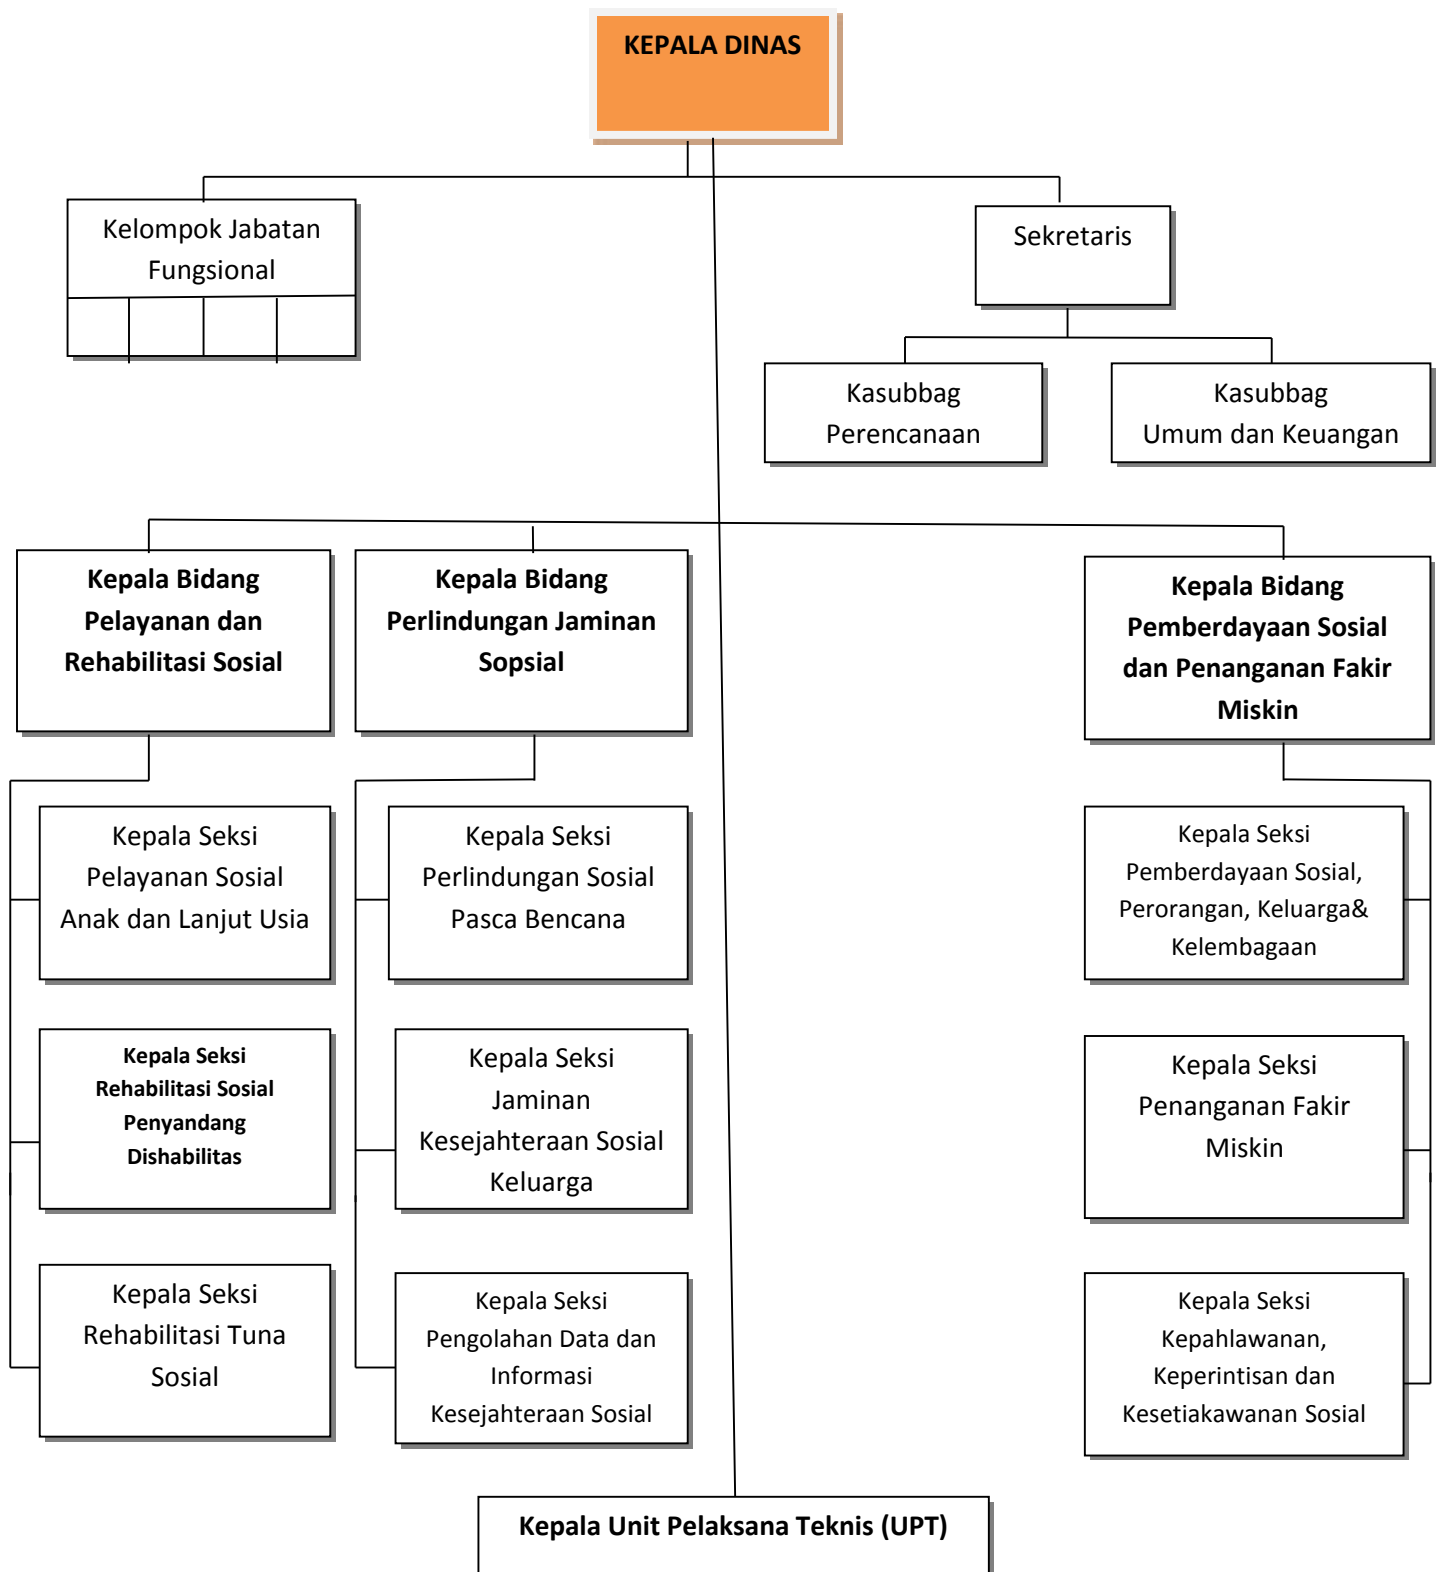 KEPALA DINAS
Kelompok Jabatan
Fungsional
Sekretaris
Kasubbag
Perencanaan
Kasubbag
Umum dan Keuangan
Kepala Bidang
Pelayanan dan
Rehabilitasi Sosial
Kepala Bidang
Perlindungan Jaminan
Sopsial
Kepala Bidang
Pemberdayaan Sosial
dan Penanganan Fakir
Miskin
Kepala Seksi
Pelayanan Sosial
Anak dan Lanjut Usia
Kepala Seksi
Perlindungan Sosial
Pasca Bencana
Kepala Seksi
Pemberdayaan Sosial,
Perorangan, Keluarga&
Kelembagaan
Kepala Seksi
Rehabilitasi Sosial
Penyandang
Dishabilitas
Kepala Seksi
Jaminan
Kesejahteraan Sosial
Keluarga
Kepala Seksi
Penanganan Fakir
Miskin
Kepala Seksi
Rehabilitasi Tuna
Sosial
Kepala Seksi
Pengolahan Data dan
Informasi
Kesejahteraan Sosial
Kepala Seksi
Kepahlawanan,
Keperintisan dan
Kesetiakawanan Sosial
Kepala Unit Pelaksana Teknis (UPT)